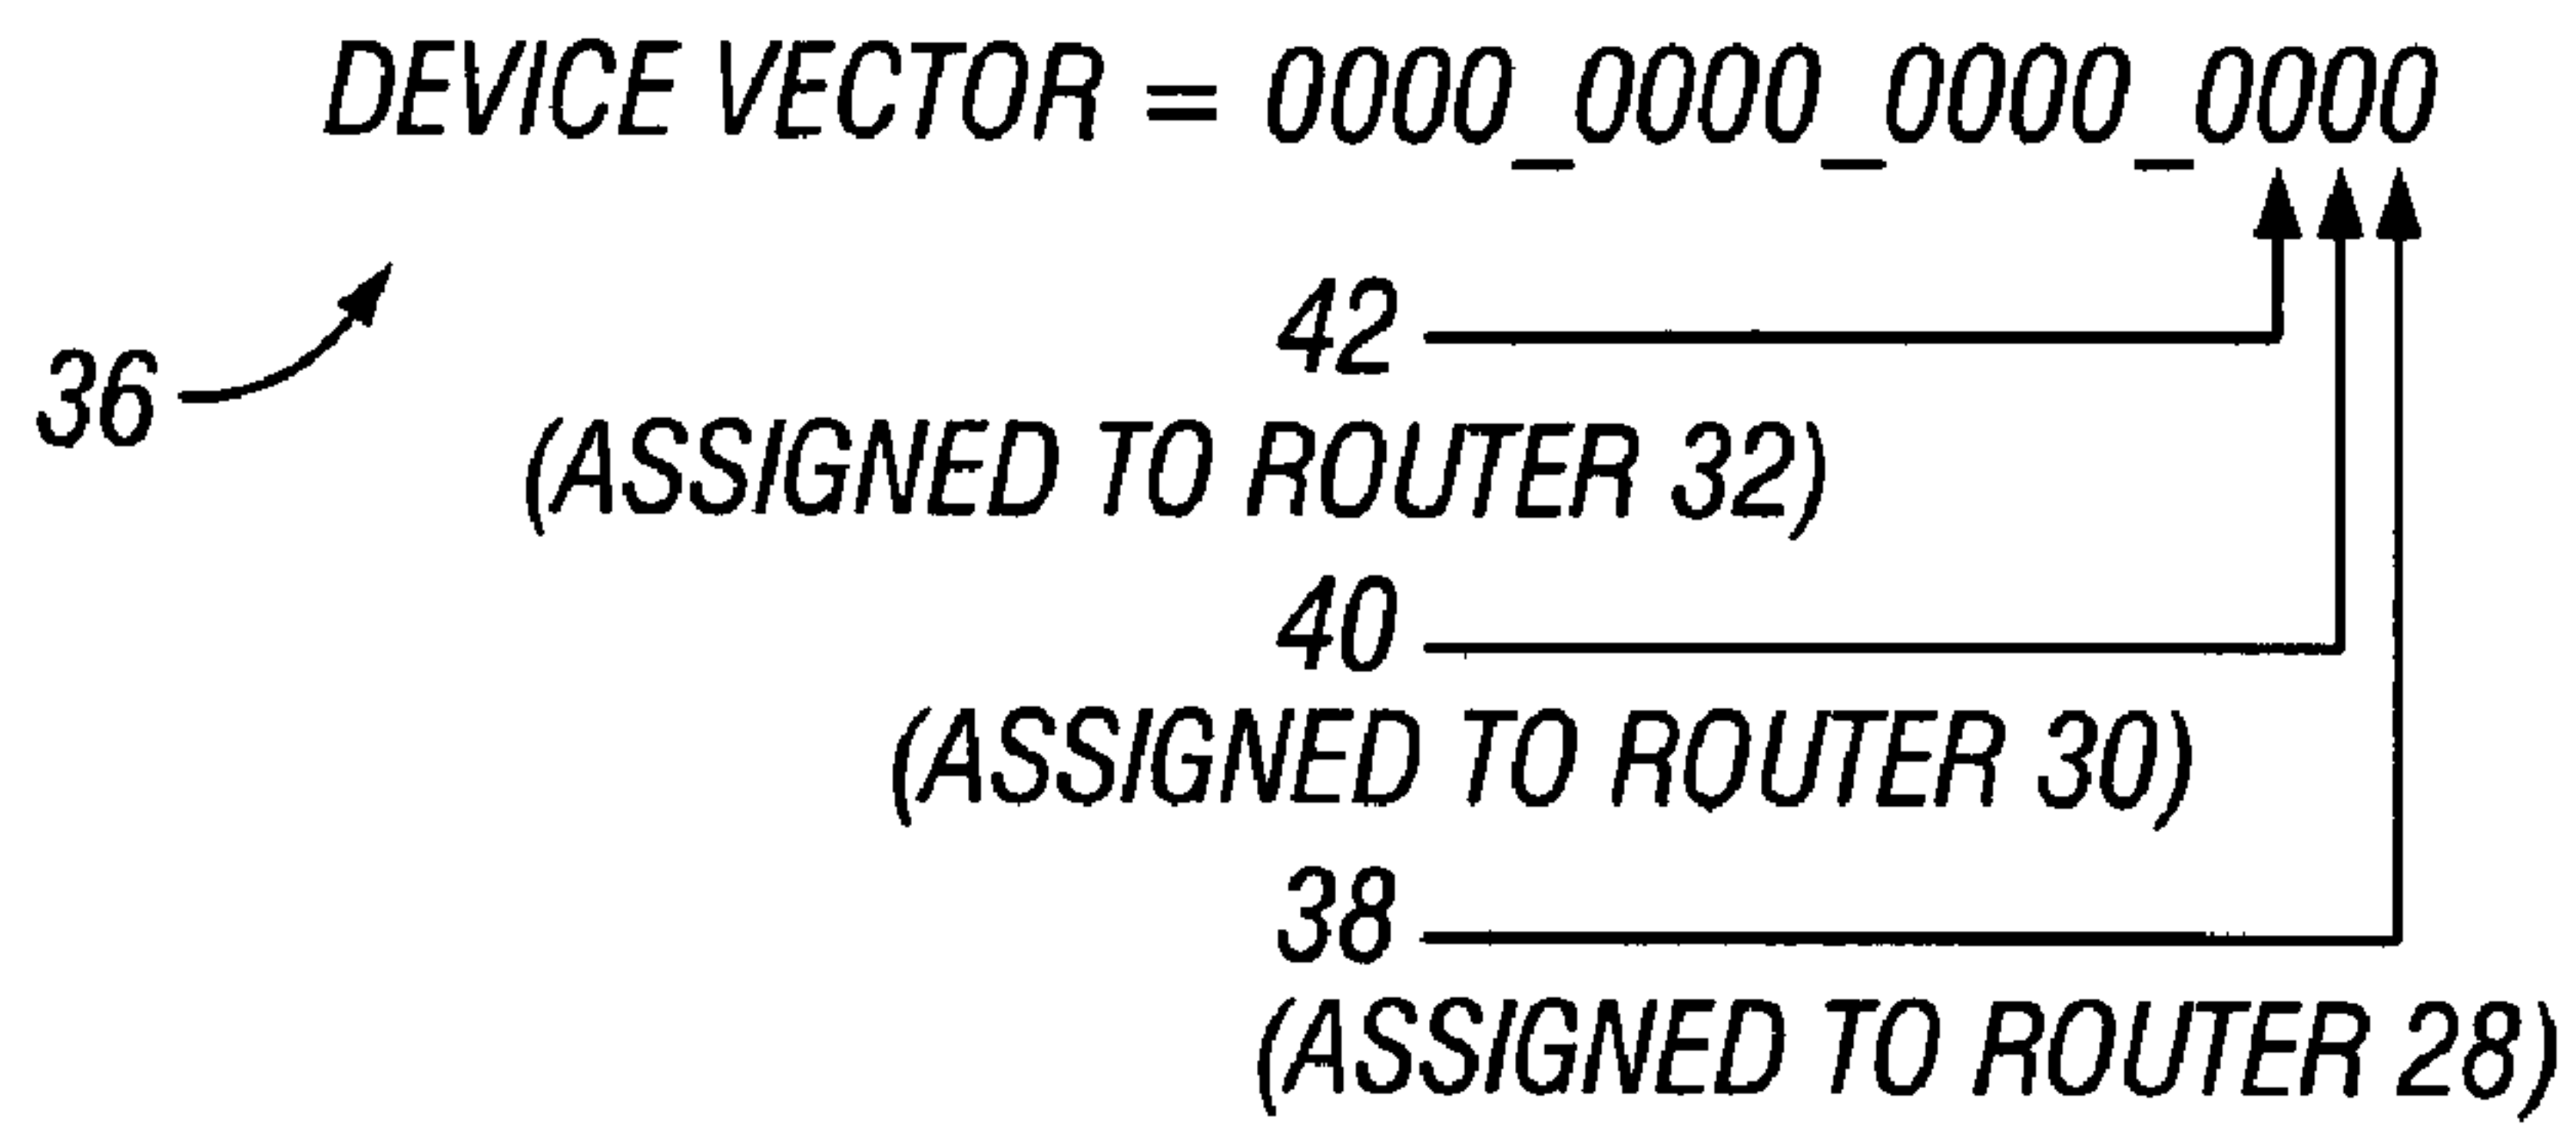 DEVICE VECTOR = 0000_0000_0000_0000
42
36
(ASSIGNED TO ROUTER 32)
40
(ASSIGNED TO ROUTER 30)
38
(ASSIGNED TO ROUTER 28)